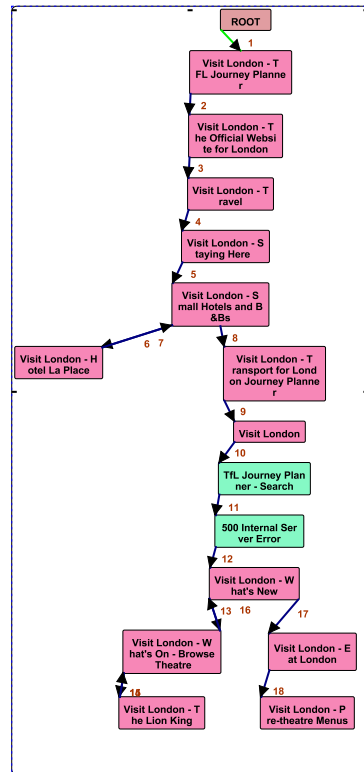 ROOT
1
Visit London - T
FL Journey Planne
r
2
Visit London - T
he Official Websi
te for London
3
Visit London - T
ravel
4
Visit London - S
taying Here
5
Visit London - S
mall Hotels and B
&Bs
6 7
8
Visit London - H
otel La Place
Visit London - T
ransport for Lond
on Journey Planne
r
9
Visit London
10
TfL Journey Plan
ner - Search
11
500 Internal Ser
ver Error
12
Visit London - W
hat's New
13 16
17
Visit London - W
hat's On - Browse
Theatre
Visit London - E
at London
18
Visit London - T
he Lion King
Visit London - P
re-theatre Menus